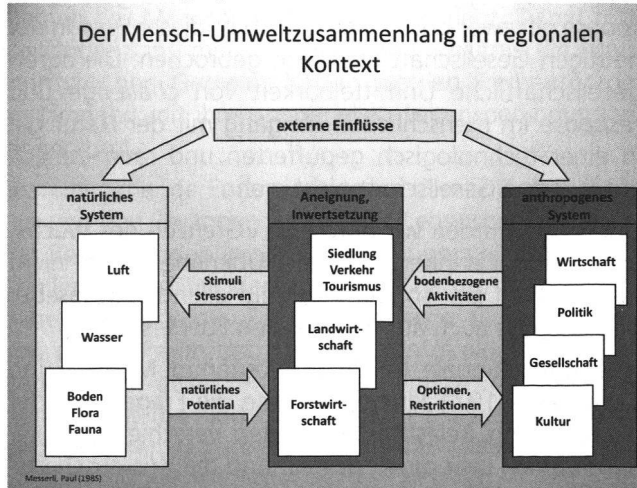 Der Mensch-Umweltzusammenhang im regionalen
Kontext
externe Einflüsse
natürliches
System
Luft
Wasser
Boden
Flora
Fauna
Stimuli
Stressoren
natürliches
Potential
Aneignung,
Inwertsetzung
Siedlung
Verkehr
Tourismus
Landwirt-
schaft
Forstwirt-
schaft
bodenbezogene
Aktivitäten
Optionen,
Restriktionen
anthropogenes
System
Wirtschaft
Politik
Gesellschaft
Kultur
Messerli, Paul (1985)